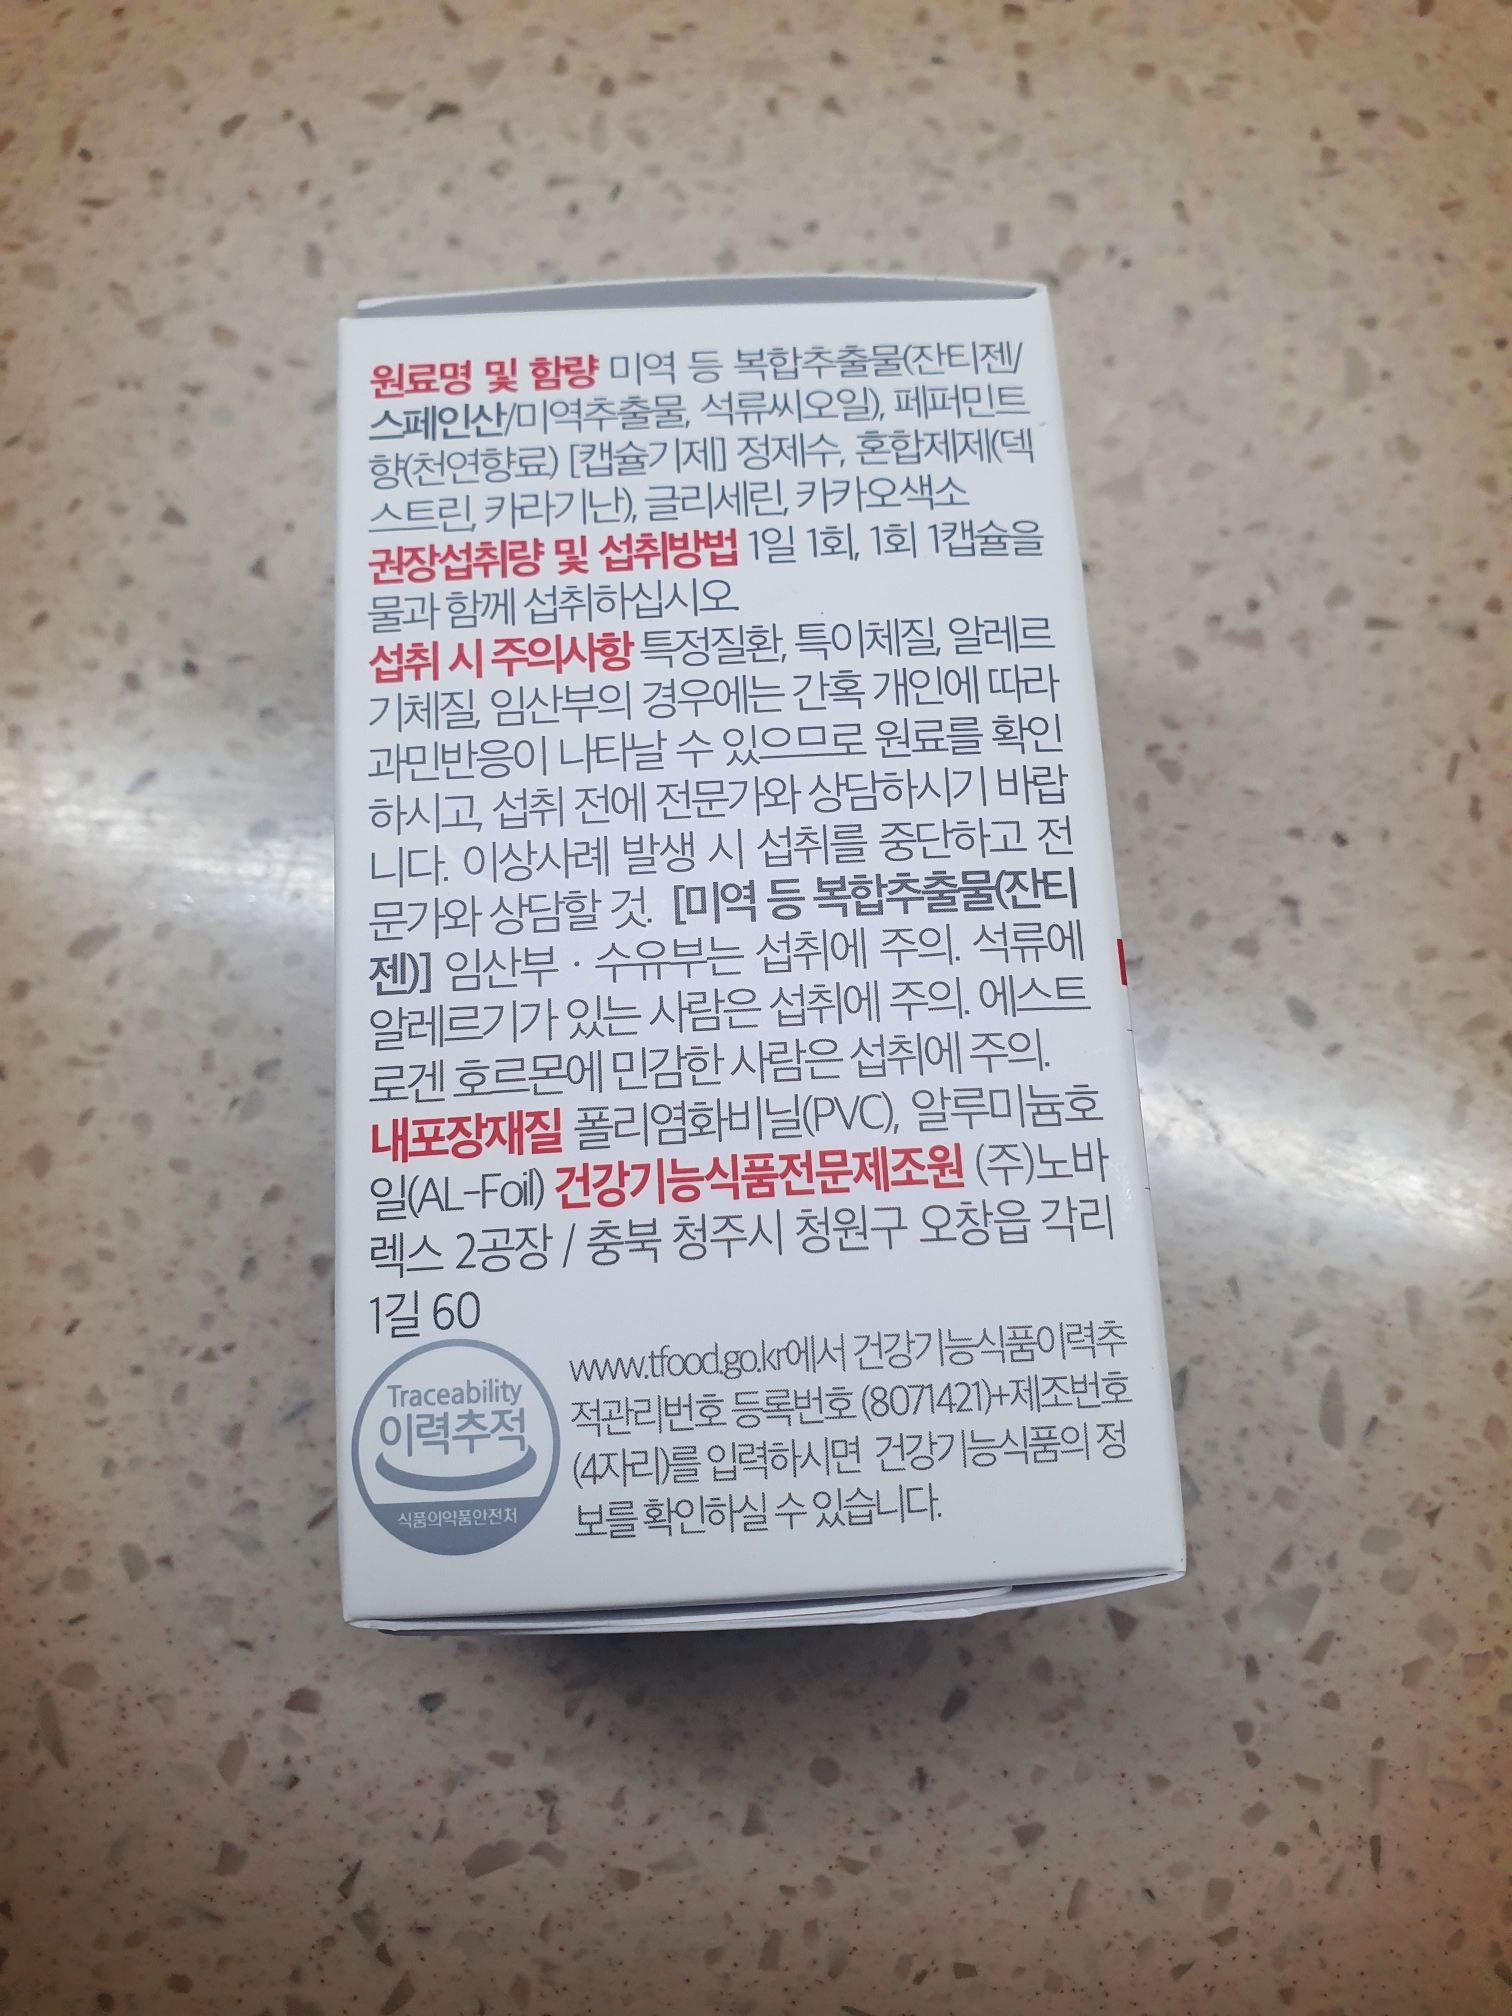 원료명 및 함량 미역 등 복합추출물(잔티젠/
스페인산/미역추출물, 석류씨오일), 페퍼민트
향(천연향료) [캡슐기제] 정제수, 혼합제제(덱
스트린, 카라기난), 글리세린, 카카오색소
권장섭취량 및 섭취방법 1일 1회, 1회 1캡슐을
물과 함께 섭취하십시오
섭취 시 주의사항 특정질환, 특이체질, 알레르
기체질, 임산부의 경우에는 간혹 개인에 따라
과민반응이 나타날 수 있으므로 원료를 확인
하시고, 섭취 전에 전문가와 상담하시기 바랍
니다. 이상사례 발생 시 섭취를 중단하고 전
문가와 상담할 것. [미역 등 복합추출물(잔티
젠)] 임산부 · 수유부는 섭취에 주의. 석류에
알레르기가 있는 사람은 섭취에 주의. 에스트
로겐 호르몬에 민감한 사람은 섭취에 주의.
내포장재질 폴리염화비닐(PVC), 알루미늄호
일(AL-Foil) 건강기능식품전문제조원 (주)노바
렉스 2공장 / 충북 청주시 청원구 오창읍 각리
1길 60
Traceability
이력추적
식품의약품안전처
www.tfood.go.kr에서 건강기능식품이력추
적관리번호 등록번호 (8071421)+제조번호
(4자리)를 입력하시면 건강기능식품의 정
보를 확인하실 수 있습니다.